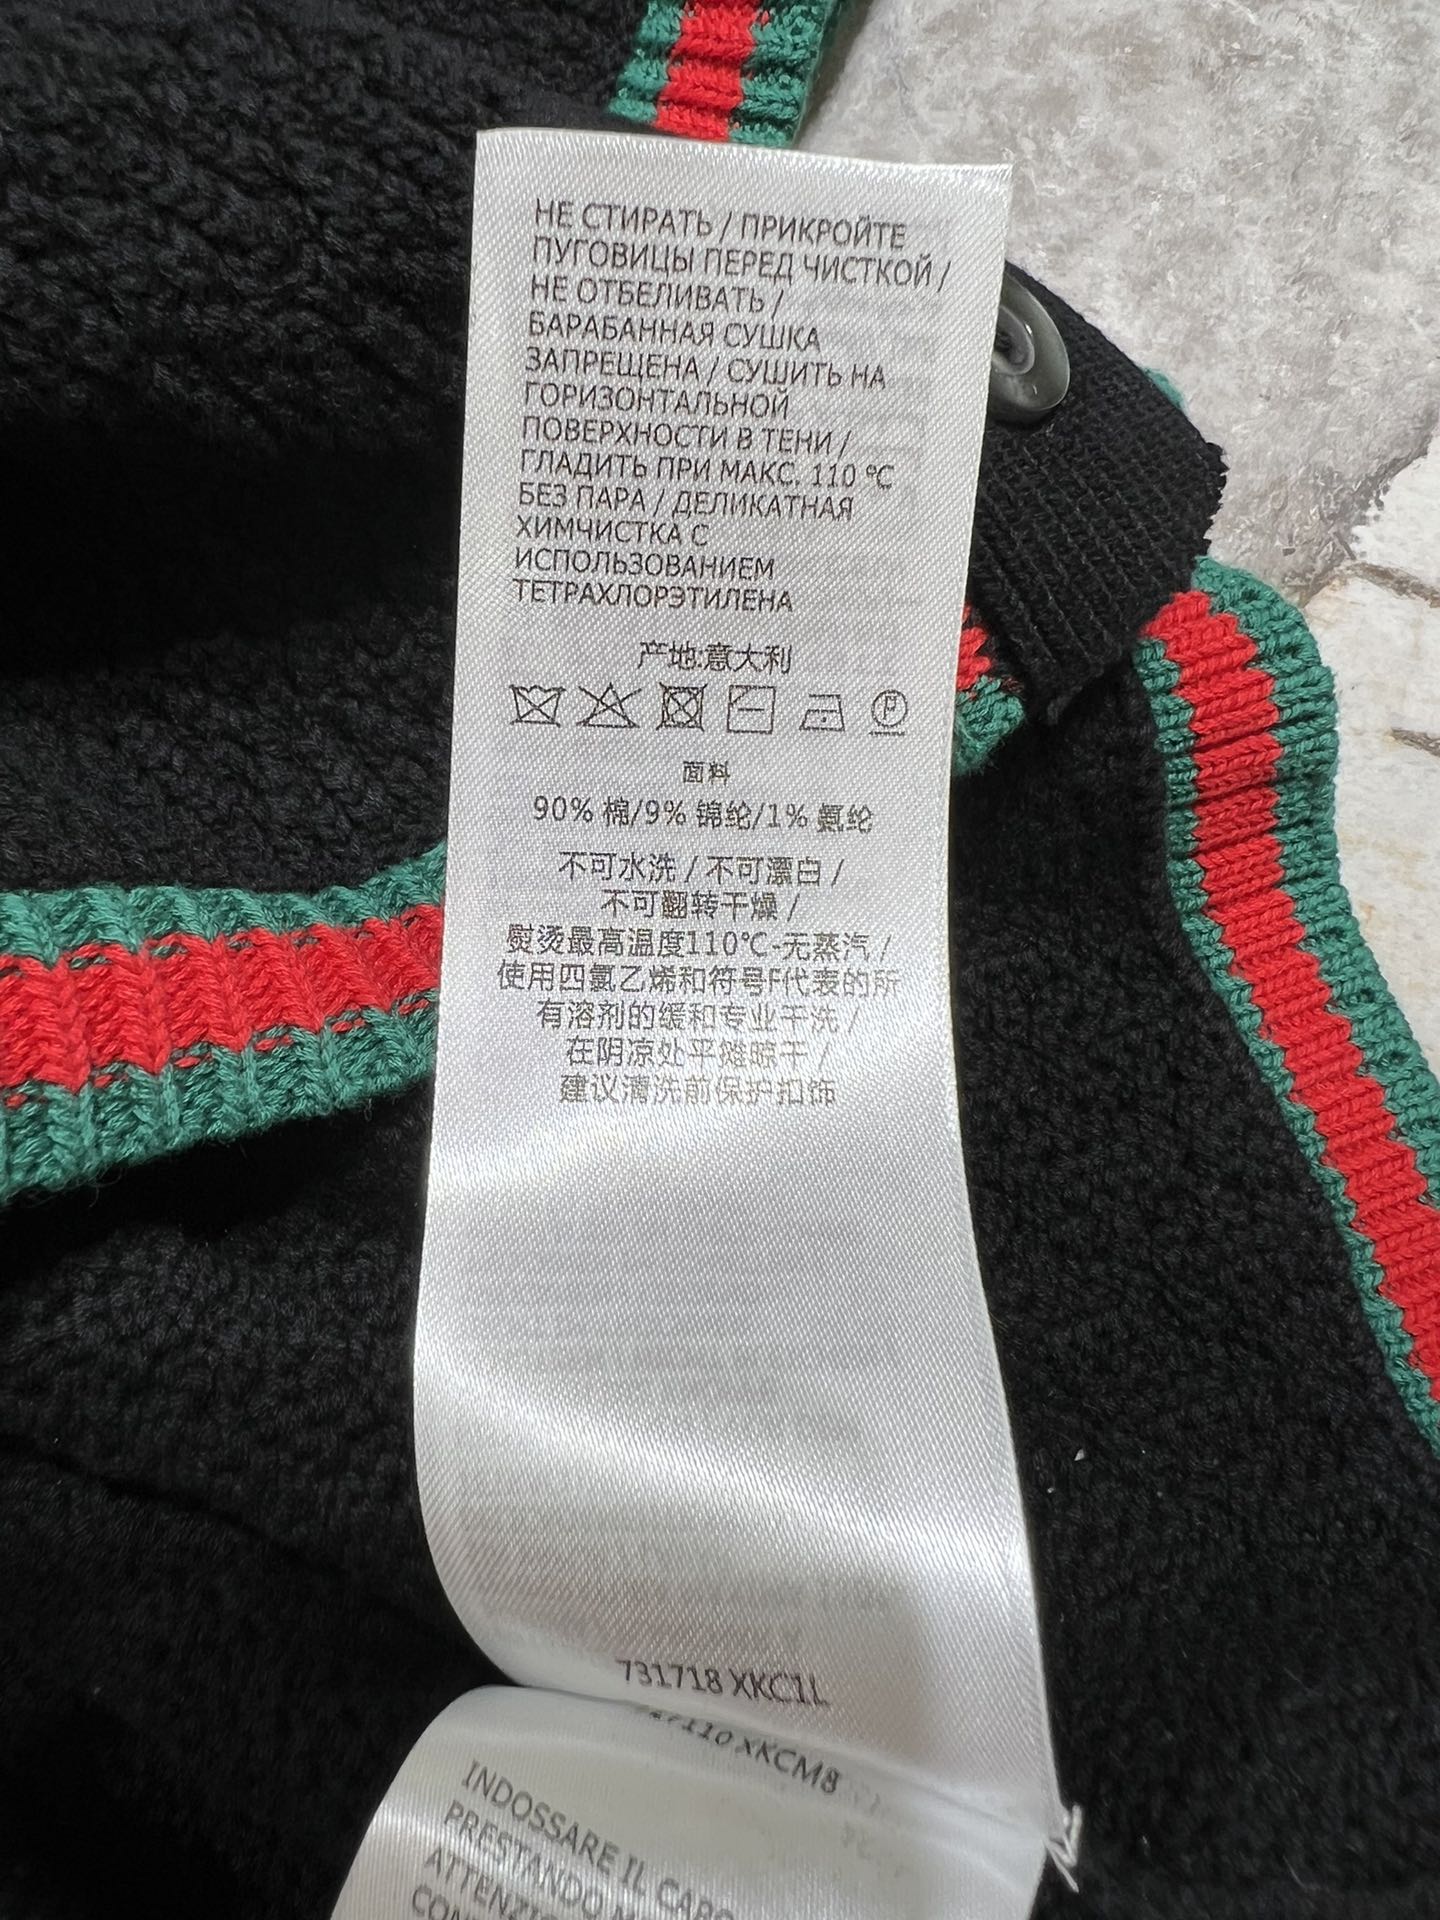 НЕ СТИРАТЬ / ПРИКРОЙТЕ
ПУГОВИЦЫ ПЕРЕД ЧИСТКОЙ /
НЕ ОТБЕЛИВАТЬ /
БАРАБАННАЯ СУШКА
ЗАПРЕЩЕНА / СУШИТЬ НА
ГОРИЗОНТАЛЬНОЙ
ПОВЕРХНОСТИ В ТЕНИ /
ГЛАДИТЬ ПРИ МАКС. 110 °C
БЕЗ ПАРА / ДЕЛИКАТНАЯ
ХИМЧИСТКА С
ИСПОЛЬЗОВАНИЕМ
ТЕТРАХЛОРЭТИЛЕНА
产地:意大利
P
面料
90% 棉/9% 锦纶/1% 氨纶
不可水洗 / 不可漂白 /
不可翻转干燥 /
熨烫最高温度110℃-无蒸汽 /
使用四氯乙烯和符号F代表的所
有溶剂的缓和专业干洗 /
在阴凉处平摊晾干 /
建议清洗前保护扣饰
731718 XKC1L
XKCM8
INDOSSARE IL CAPO
PRESTANDO